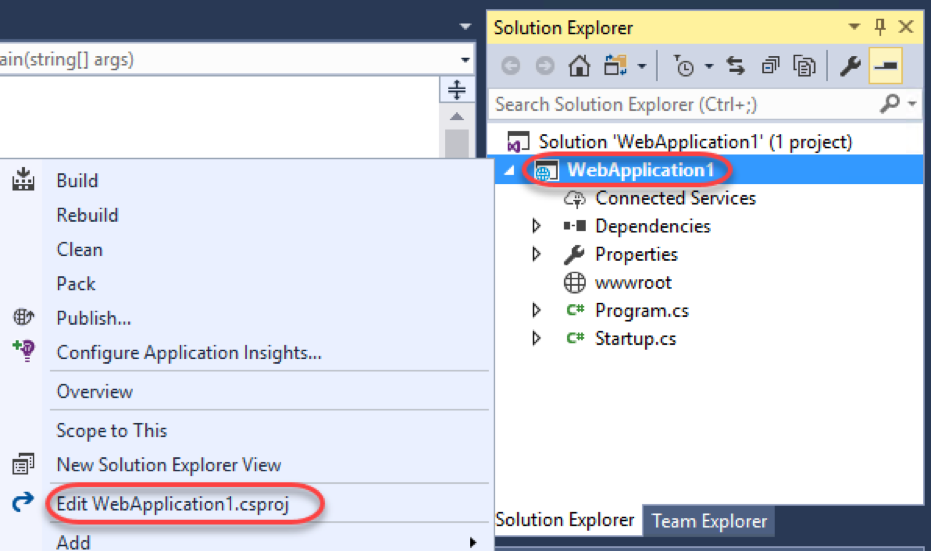 ain(string[] args)
Build
Rebuild
Clean
Pack
Publish...
Configure Application Insights...
Overview
Scope to This
New Solution Explorer View
Edit WebApplication1.csproj
Add
Solution Explorer
Search Solution Explorer (Ctrl+;)
Solution 'WebApplication1' (1 project)
WebApplication1
Connected Services
Dependencies
Properties
wwwroot
C# Program.cs
C# Startup.cs
Solution Explorer
Team Explorer